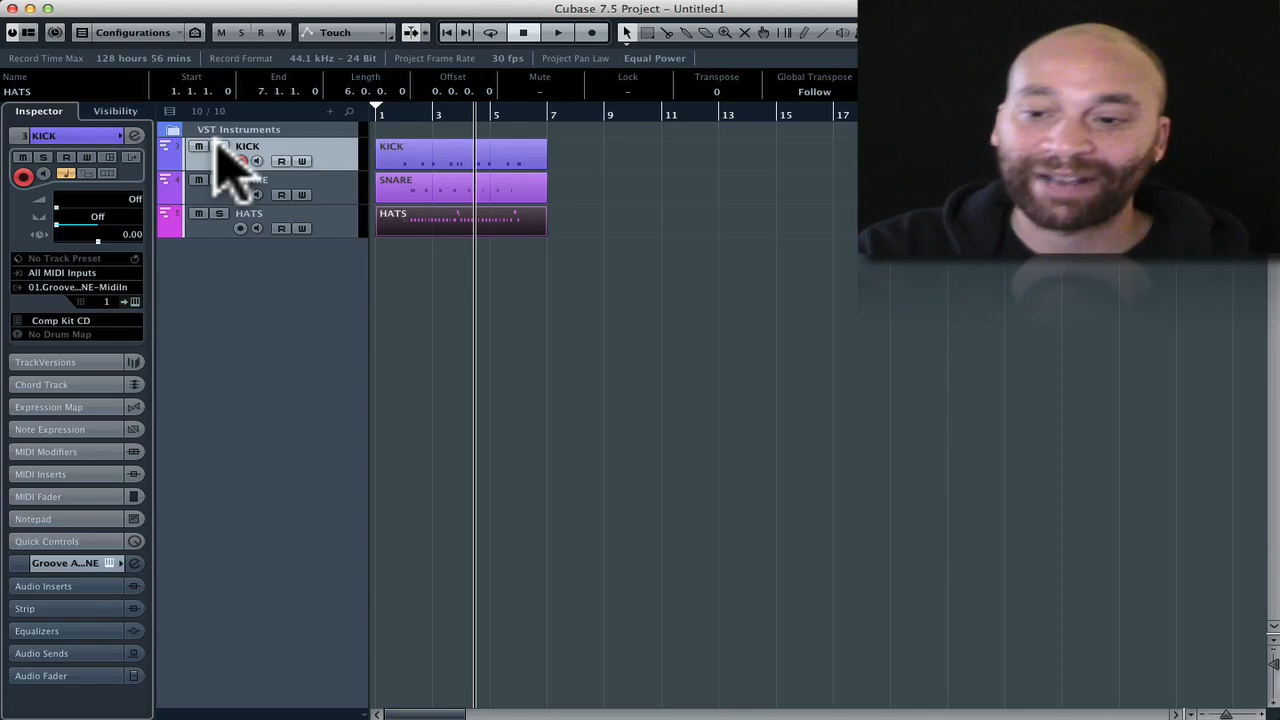 Cubase 7.5 Project - Untitled1
Configurations M S R W Touch
Record Time Max 128 hours 56 mins Record Format 44.1 kHz - 24 Bit Project Frame Rate 30 fps Project Pan Law Equal Power
Name Start End Length Offset Mute Lock Transpose Global Transpose
HATS 1. 1. 1. 0 7. 1. 1. 0 6. 0. 0. 0 0. 0. 0. 0 - - 0 Follow
Inspector Visibility 10 / 10 1 3 5 7 9 11 13 15 17
VST Instruments
3 KICK
3 M KICK KICK
M S R W
R W
Off
4 M SNARE
Off
R W
0.00
5 M S HATS HATS
R W
No Track Preset
All MIDI Inputs
01.Groove...NE-MidiIn
1
Comp Kit CD
No Drum Map
TrackVersions
Chord Track
Expression Map
Note Expression
MIDI Modifiers
MIDI Inserts
MIDI Fader
Notepad
Quick Controls
Groove A...NE
Audio Inserts
Strip
Equalizers
Audio Sends
Audio Fader